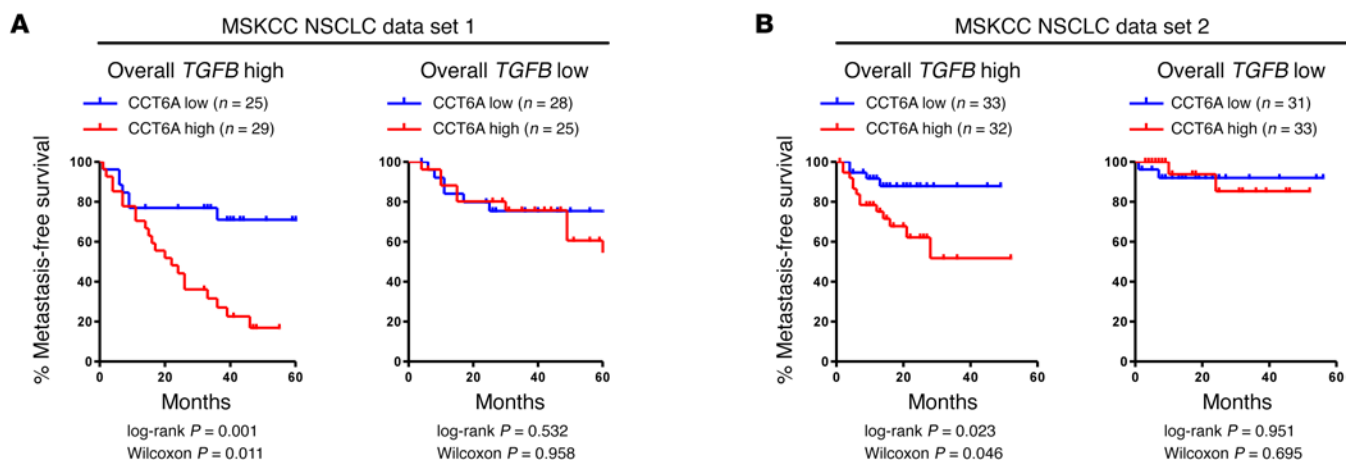 A
MSKCC NSCLC data set 1
Overall TGFB high
CCT6A low (n = 25)
CCT6A high (n = 29)
% Metastasis-free survival
100
80
60
40
20
0
0 20 40 60
Months
log-rank P = 0.001
Wilcoxon P = 0.011
Overall TGFB low
CCT6A low (n = 28)
CCT6A high (n = 25)
100
80
60
40
20
0
0 20 40 60
Months
log-rank P = 0.532
Wilcoxon P = 0.958
B
MSKCC NSCLC data set 2
Overall TGFB high
CCT6A low (n = 33)
CCT6A high (n = 32)
% Metastasis-free survival
100
80
60
40
20
0
0 20 40 60
Months
log-rank P = 0.023
Wilcoxon P = 0.046
Overall TGFB low
CCT6A low (n = 31)
CCT6A high (n = 33)
100
80
60
40
20
0
0 20 40 60
Months
log-rank P = 0.951
Wilcoxon P = 0.695